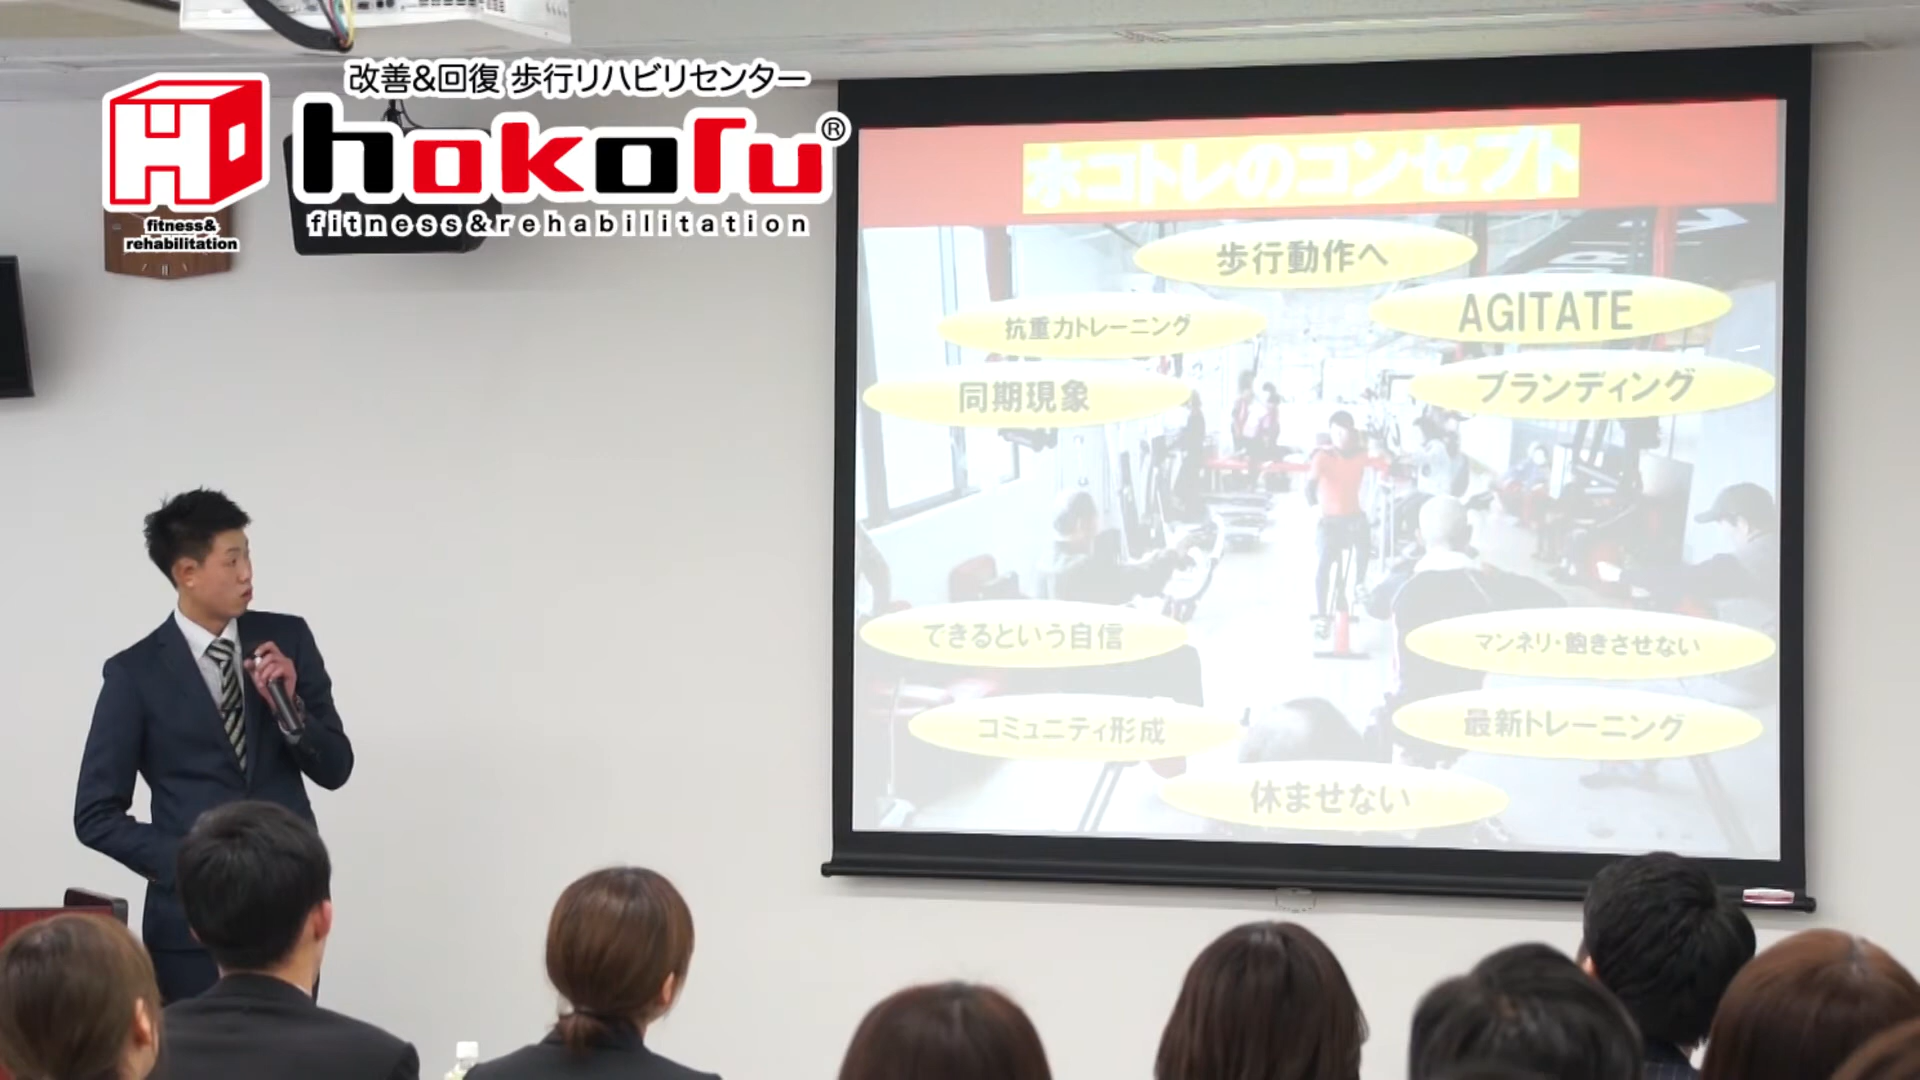 改善&回復 歩行リハビリセンター
hokoru®
fitness&rehabilitation
fitness&
rehabilitation
ホコトレのコンセプト
歩行動作へ
AGITATE
抗重力トレーニング
ブランディング
同期現象
できるという自信
マンネリ・飽きさせない
コミュニティ形成
最新トレーニング
休ませない